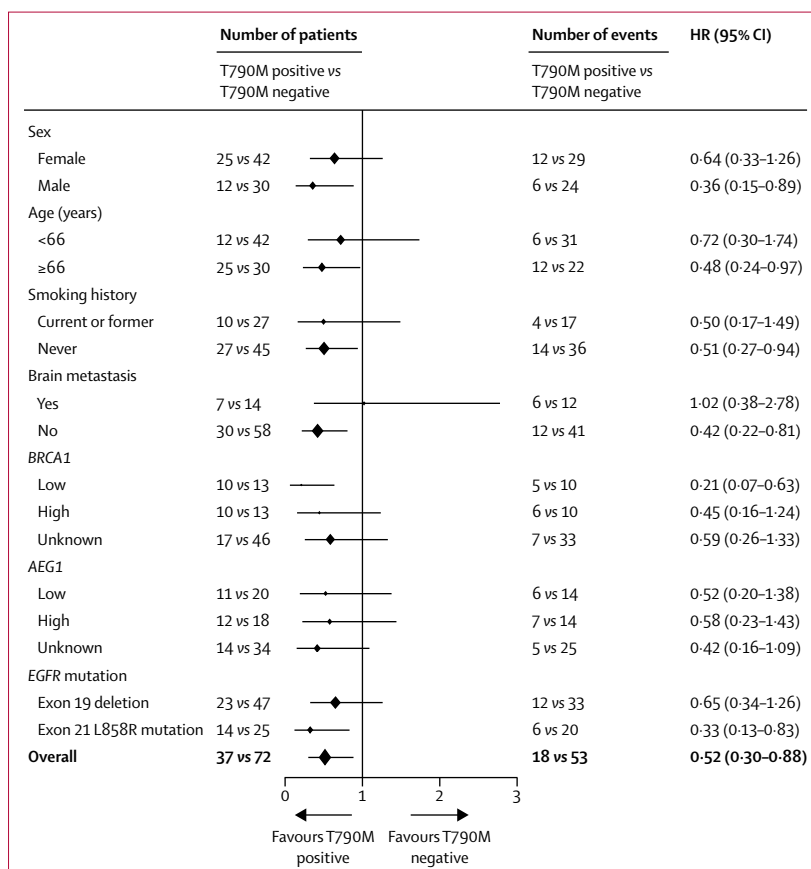 Number of patients Number of events HR (95% CI)
T790M positive vs T790M positive vs
T790M negative T790M negative
Sex
Female 25 vs 42 12 vs 29 0·64 (0·33–1·26)
Male 12 vs 30 6 vs 24 0·36 (0·15–0·89)
Age (years)
<66 12 vs 42 6 vs 31 0·72 (0·30–1·74)
≥66 25 vs 30 12 vs 22 0·48 (0·24–0·97)
Smoking history
Current or former 10 vs 27 4 vs 17 0·50 (0·17–1·49)
Never 27 vs 45 14 vs 36 0·51 (0·27–0·94)
Brain metastasis
Yes 7 vs 14 6 vs 12 1·02 (0·38–2·78)
No 30 vs 58 12 vs 41 0·42 (0·22–0·81)
BRCA1
Low 10 vs 13 5 vs 10 0·21 (0·07–0·63)
High 10 vs 13 6 vs 10 0·45 (0·16–1·24)
Unknown 17 vs 46 7 vs 33 0·59 (0·26–1·33)
AEG1
Low 11 vs 20 6 vs 14 0·52 (0·20–1·38)
High 12 vs 18 7 vs 14 0·58 (0·23–1·43)
Unknown 14 vs 34 5 vs 25 0·42 (0·16–1·09)
EGFR mutation
Exon 19 deletion 23 vs 47 12 vs 33 0·65 (0·34–1·26)
Exon 21 L858R mutation 14 vs 25 6 vs 20 0·33 (0·13–0·83)
Overall 37 vs 72 18 vs 53 0·52 (0·30–0·88)
0 1 2 3
Favours T790M Favours T790M
positive negative